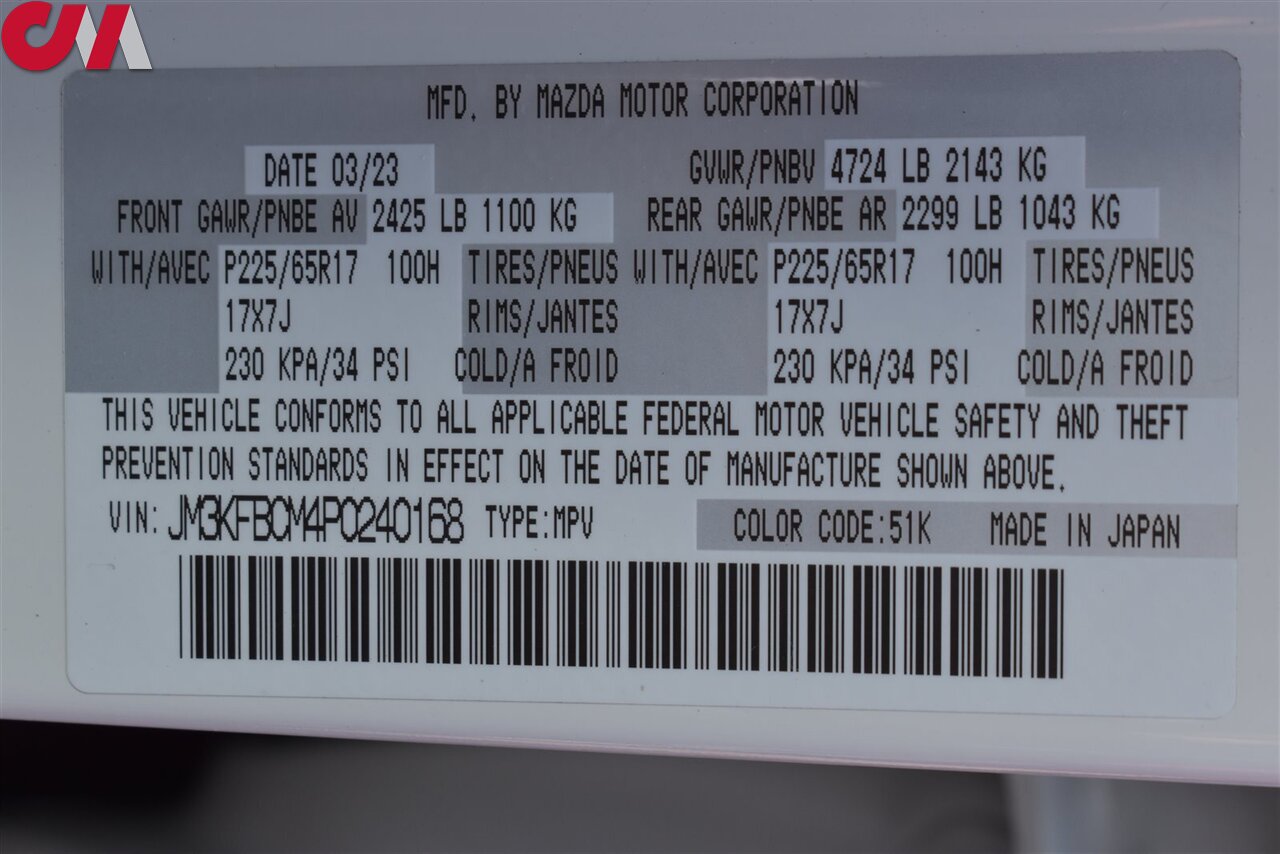 CM
MFD. BY MAZDA MOTOR CORPORATION
DATE 03/23 GVWR/PNBV 4724 LB 2143 KG
FRONT GAWR/PNBE AV 2425 LB 1100 KG REAR GAWR/PNBE AR 2299 LB 1043 KG
WITH/AVEC P225/65R17 100H TIRES/PNEUS WITH/AVEC P225/65R17 100H TIRES/PNEUS
17X7J RIMS/JANTES 17X7J RIMS/JANTES
230 KPA/34 PSI COLD/A FROID 230 KPA/34 PSI COLD/A FROID
THIS VEHICLE CONFORMS TO ALL APPLICABLE FEDERAL MOTOR VEHICLE SAFETY AND THEFT
PREVENTION STANDARDS IN EFFECT ON THE DATE OF MANUFACTURE SHOWN ABOVE.
VIN: JM3KFBCM4P0240168 TYPE:MPV COLOR CODE:51K MADE IN JAPAN